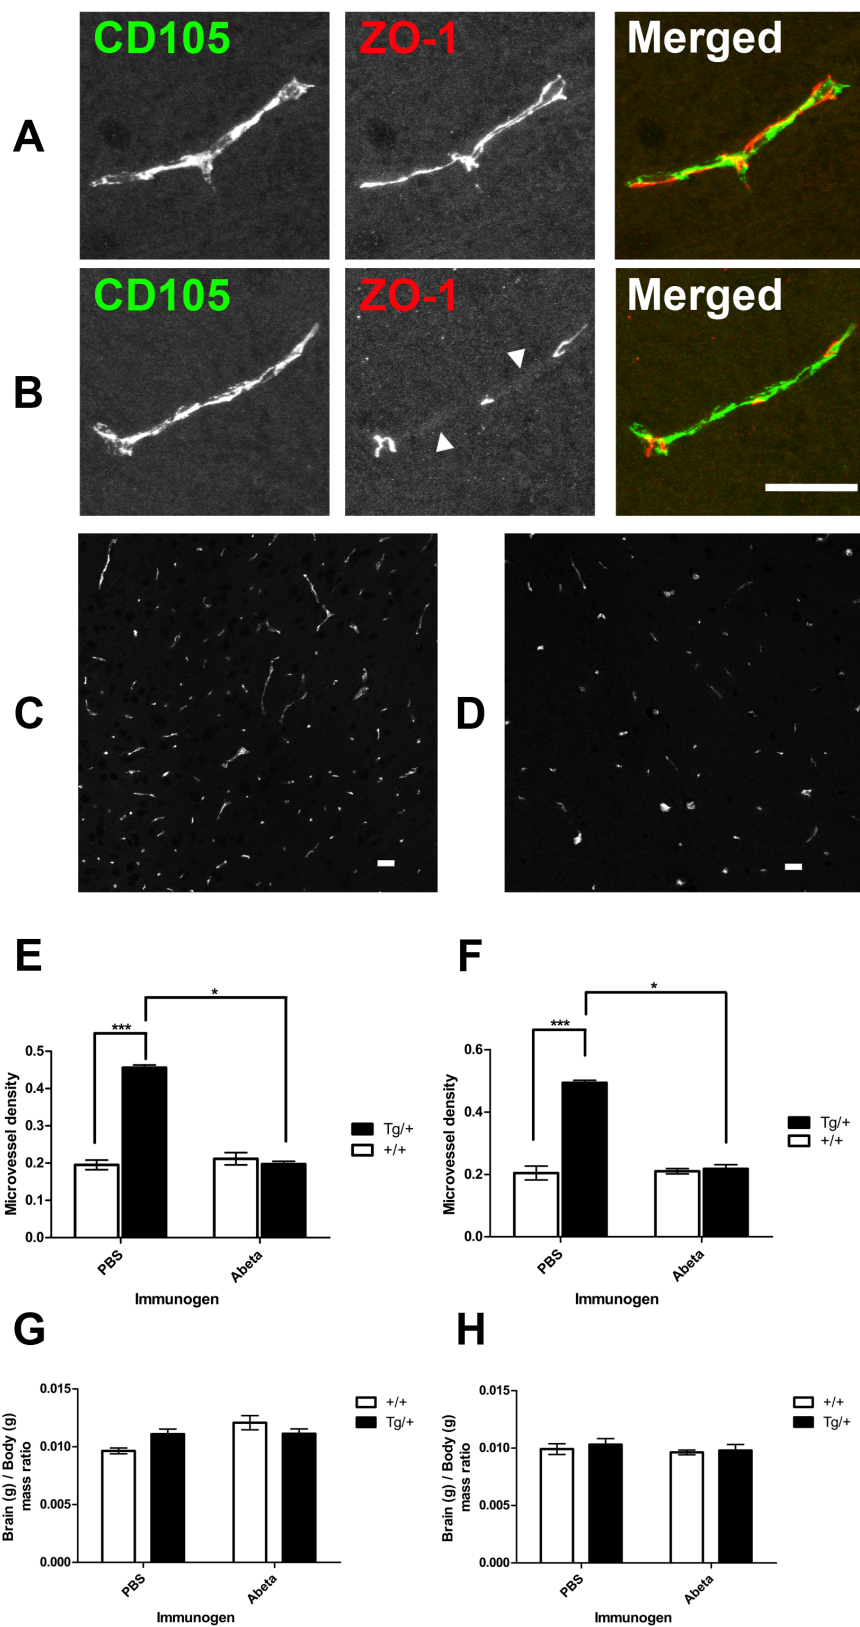 CD105
ZO-1
Merged
A
CD105
ZO-1
Merged
B
C
D
E
*
***
0.5
0.4
0.3
0.2
0.1
0.0
Microvessel density
Tg/+
+/+
PBS
Abeta
Immunogen
F
*
***
0.6
0.4
0.2
0.0
Microvessel density
Tg/+
+/+
PBS
Abeta
Immunogen
G
0.015
0.010
0.005
0.000
Brain (g) / Body (g)
mass ratio
+/+
Tg/+
PBS
Abeta
Immunogen
H
0.015
0.010
0.005
0.000
Brain (g) / Body (g)
mass ratio
+/+
Tg/+
PBS
Abeta
Immunogen